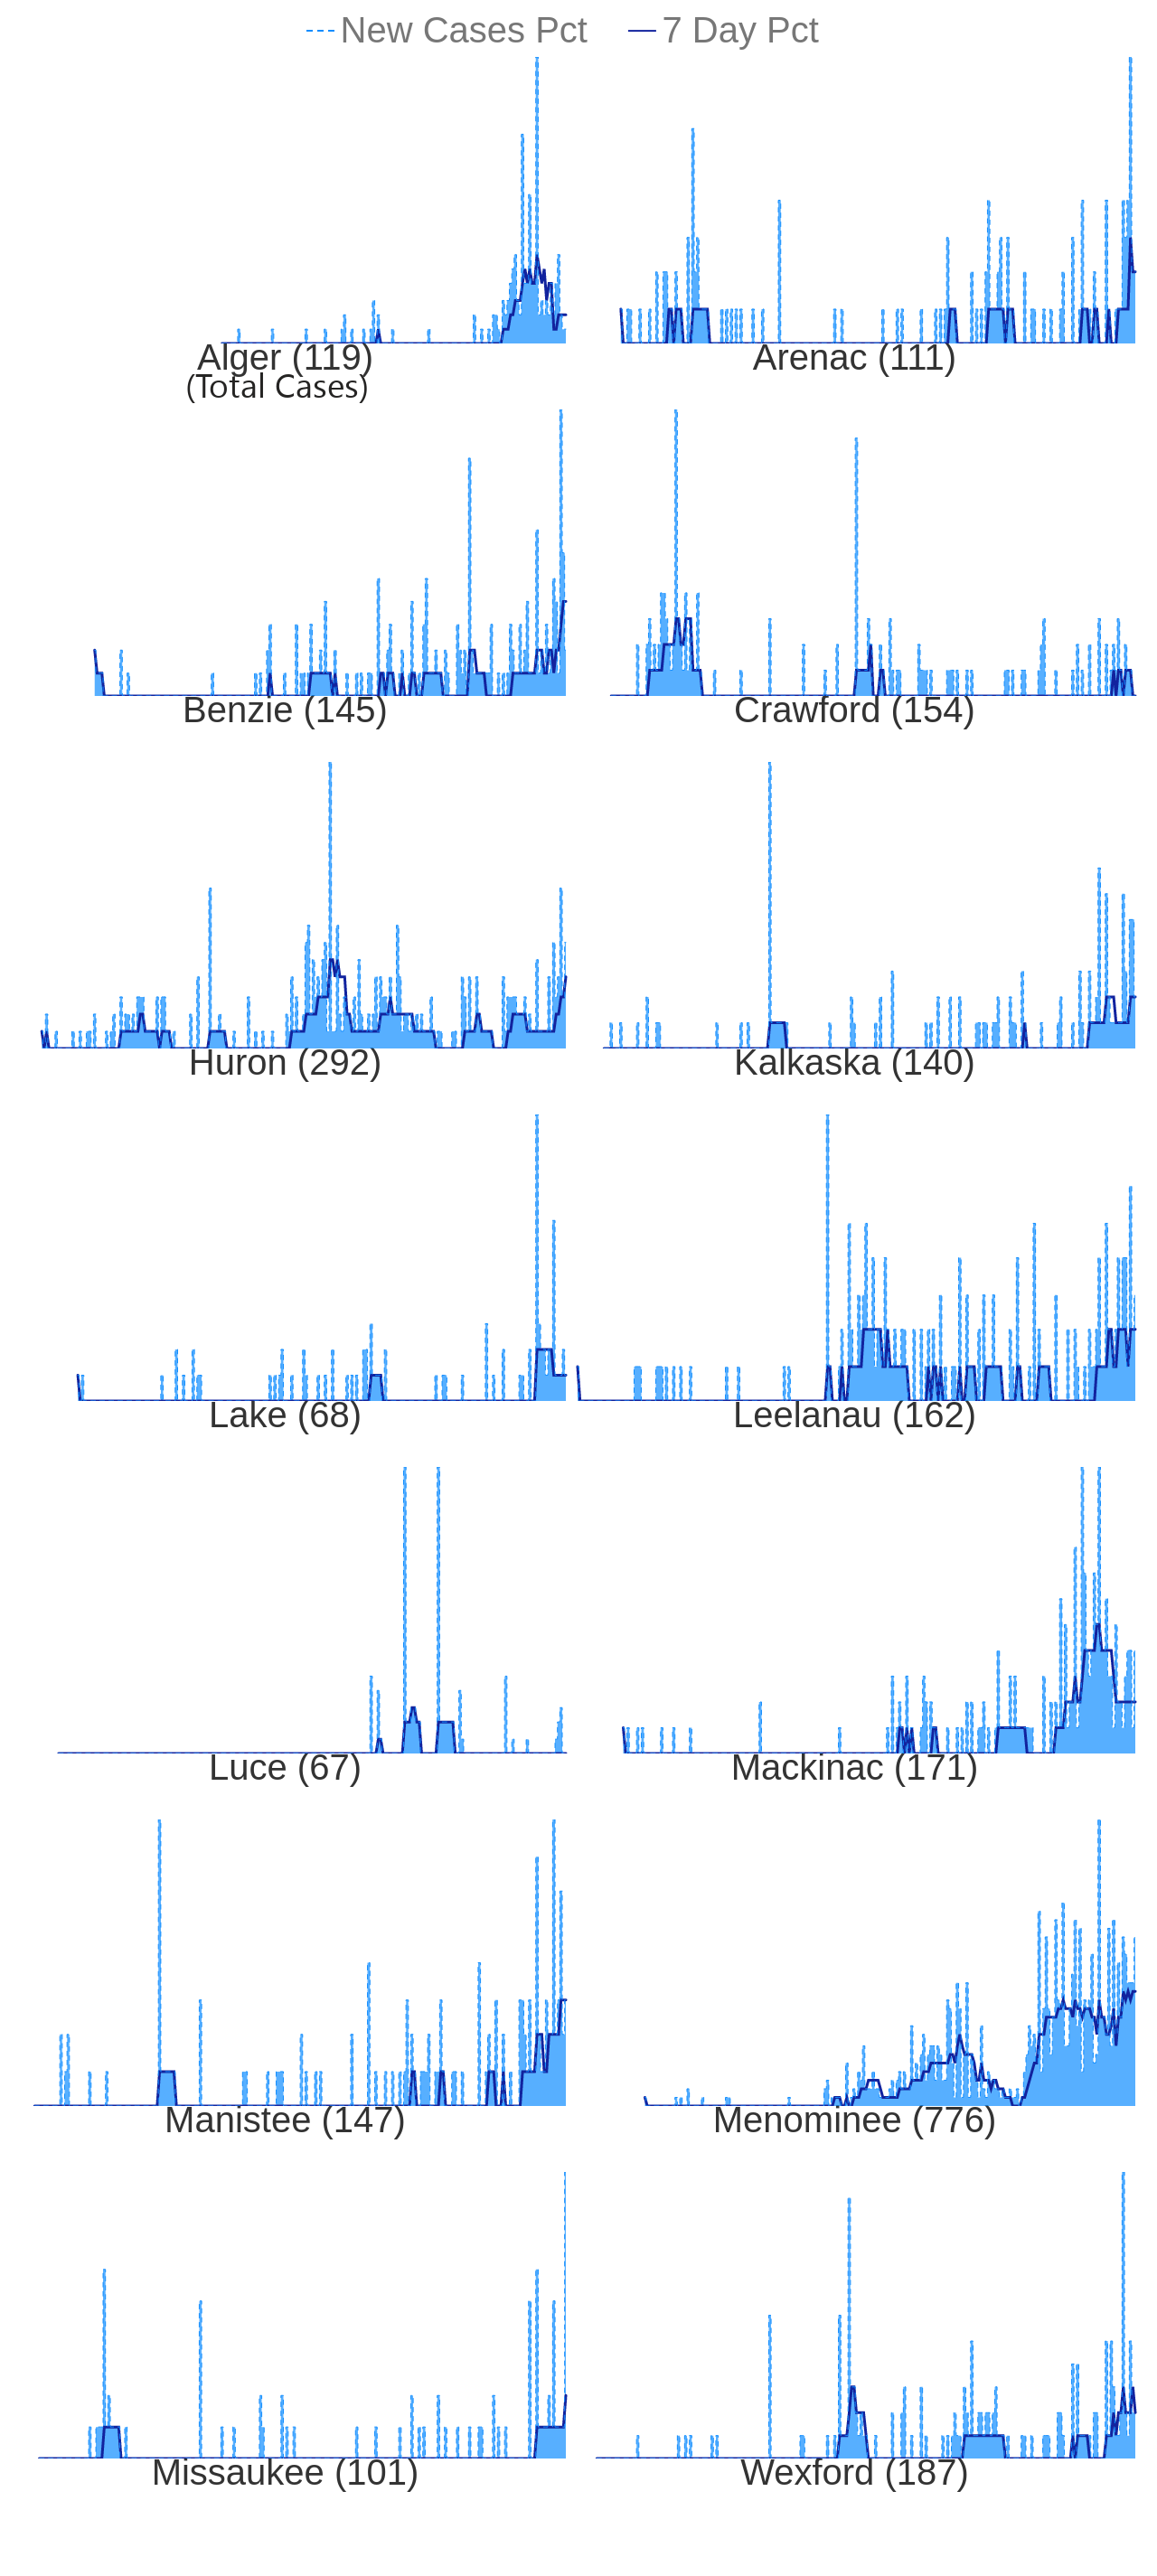 New Cases Pct 7 Day Pct
Alger (119) Arenac (111)
(Total Cases)
Benzie (145) Crawford (154)
Huron (292) Kalkaska (140)
Lake (68) Leelanau (162)
Luce (67) Mackinac (171)
Manistee (147) Menominee (776)
Missaukee (101) Wexford (187)